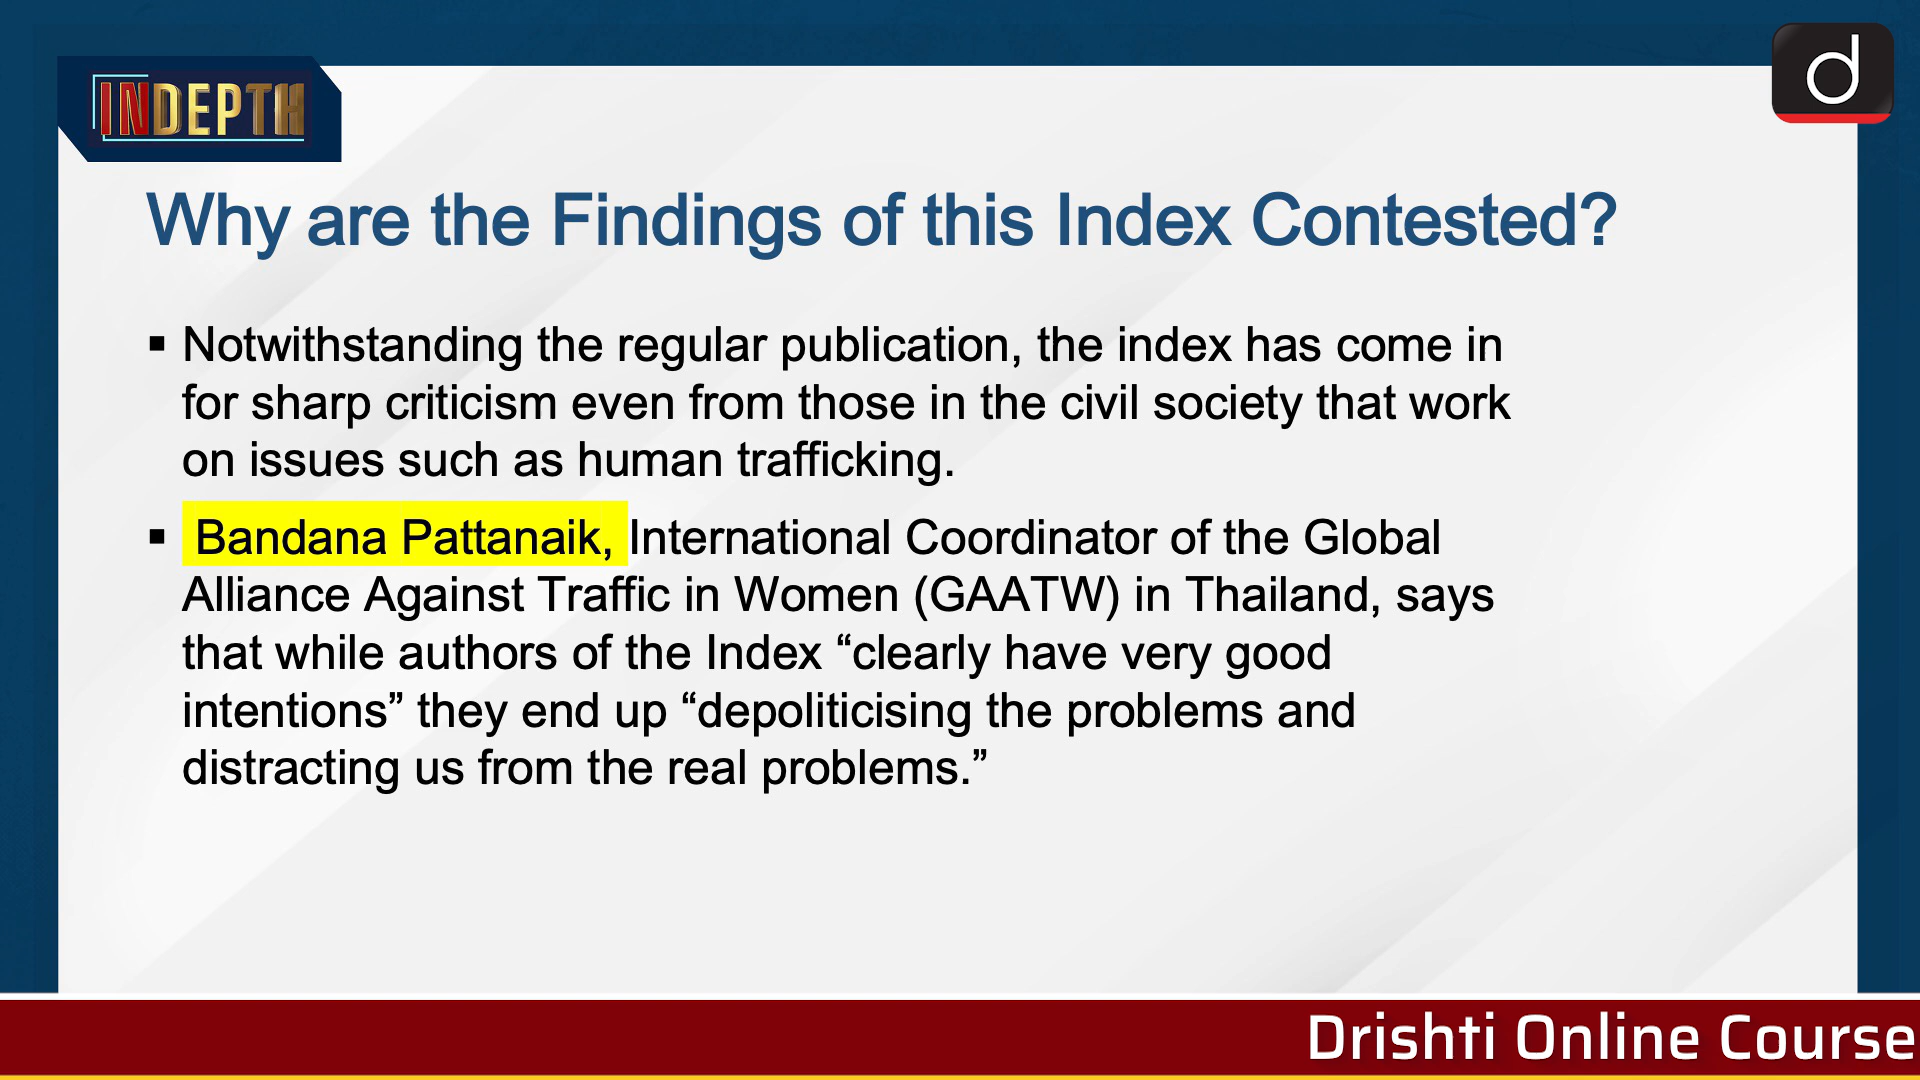 INDEPTH
d
Why are the Findings of this Index Contested?
▪ Notwithstanding the regular publication, the index has come in
for sharp criticism even from those in the civil society that work
on issues such as human trafficking.
▪ Bandana Pattanaik, International Coordinator of the Global
Alliance Against Traffic in Women (GAATW) in Thailand, says
that while authors of the Index “clearly have very good
intentions” they end up “depoliticising the problems and
distracting us from the real problems.”
Drishti Online Course